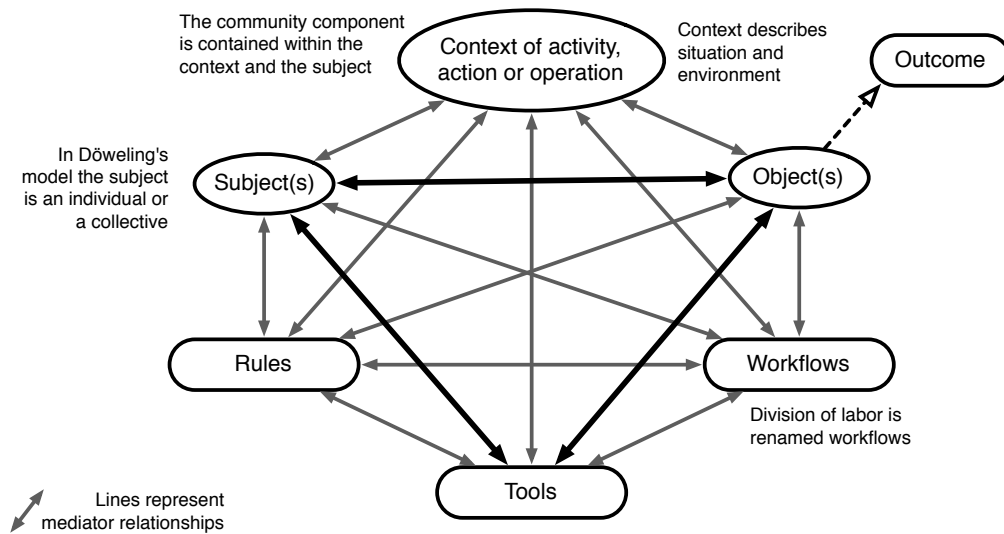 The community component
is contained within the
context and the subject
Context of activity,
action or operation
Context describes
situation and
environment
Outcome
In Döweling's
model the subject
is an individual or
a collective
Subject(s)
Object(s)
Rules
Workflows
Division of labor is
renamed workflows
Tools
Lines represent
mediator relationships